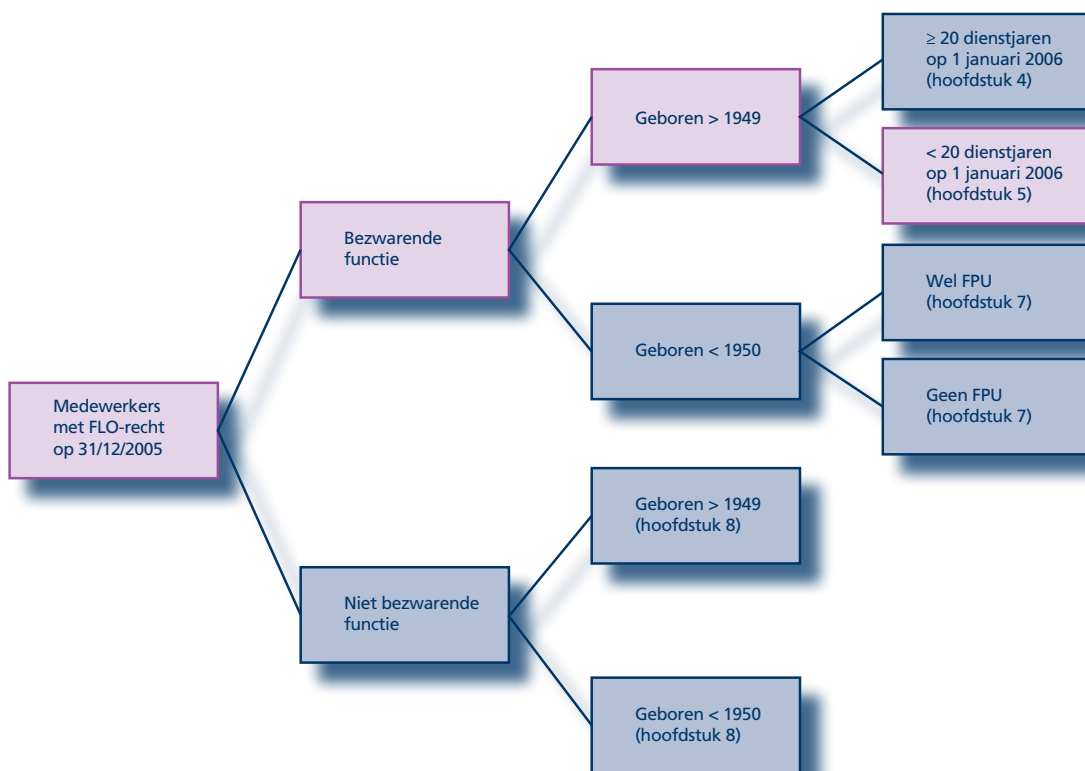 ≥ 20 dienstjaren
op 1 januari 2006
(hoofdstuk 4)
Geboren > 1949
< 20 dienstjaren
op 1 januari 2006
(hoofdstuk 5)
Bezwarende
functie
Wel FPU
(hoofdstuk 7)
Geboren < 1950
Geen FPU
(hoofdstuk 7)
Medewerkers
met FLO-recht
op 31/12/2005
Geboren > 1949
(hoofdstuk 8)
Niet bezwarende
functie
Geboren < 1950
(hoofdstuk 8)